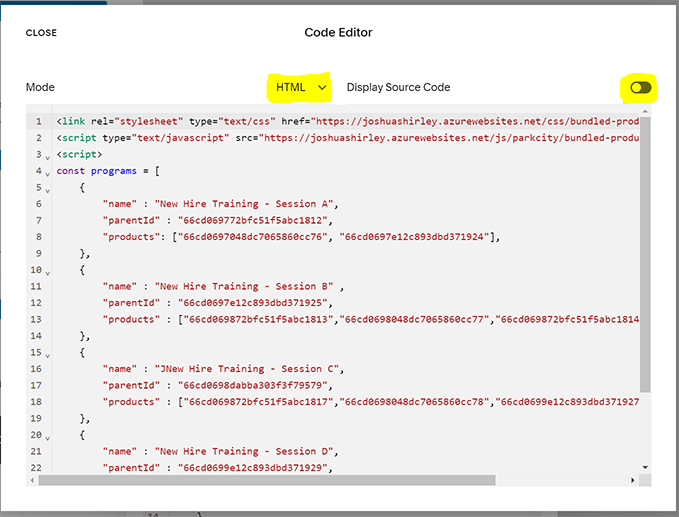 CLOSE Code Editor
Mode HTML Display Source Code
1 <link rel="stylesheet" type="text/css" href="https://joshuashirley.azurewebsites.net/css/bundled-prod
2 <script type="text/javascript" src="https://joshuashirley.azurewebsites.net/js/parkcity/bundled-produ
3 <script>
4 const programs = [
5 {
6 "name" : "New Hire Training - Session A",
7 "parentId" : "66cd069772bfc51f5abc1812",
8 "products": ["66cd0697048dc7065860cc76", "66cd0697e12c893dbd371924"],
9 },
10 {
11 "name" : "New Hire Training - Session B" ,
12 "parentId" : "66cd0697e12c893dbd371925",
13 "products" : ["66cd069872bfc51f5abc1813","66cd0698048dc7065860cc77","66cd069872bfc51f5abc1814
14 },
15 {
16 "name" : "JNew Hire Training - Session C",
17 "parentId" : "66cd0698dabba303f3f79579",
18 "products" : ["66cd069872bfc51f5abc1817","66cd0698048dc7065860cc78","66cd0699e12c893dbd371927
19 },
20 {
21 "name" : "New Hire Training - Session D",
22 "parentId" : "66cd0699e12c893dbd371929",
14 }